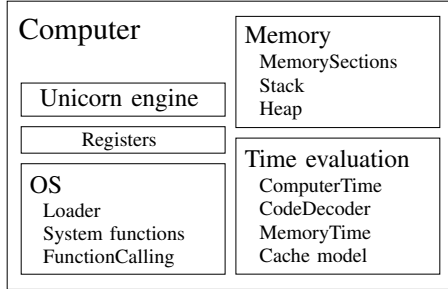 Computer
Unicorn engine
Registers
OS
Loader
System functions
FunctionCalling
Memory
MemorySections
Stack
Heap
Time evaluation
ComputerTime
CodeDecoder
MemoryTime
Cache model